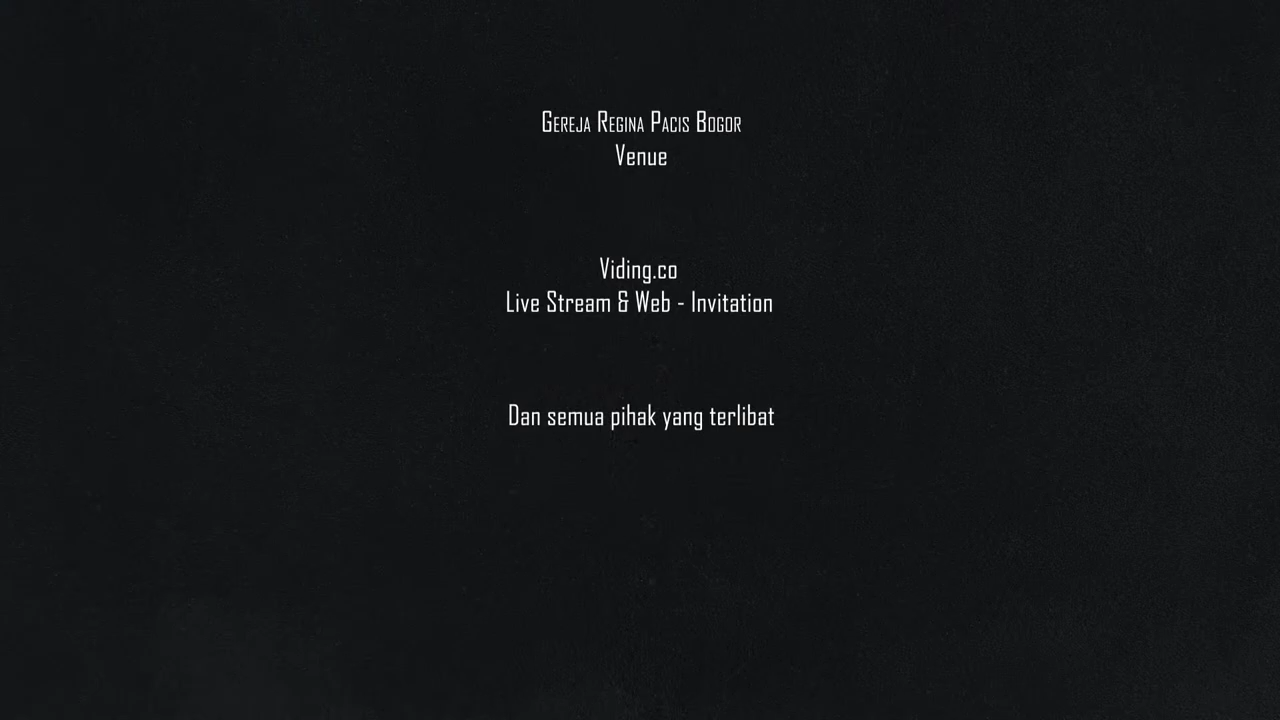 Gereja Regina Pacis Bogor
Venue
Viding.co
Live Stream & Web - Invitation
Dan semua pihak yang terlibat